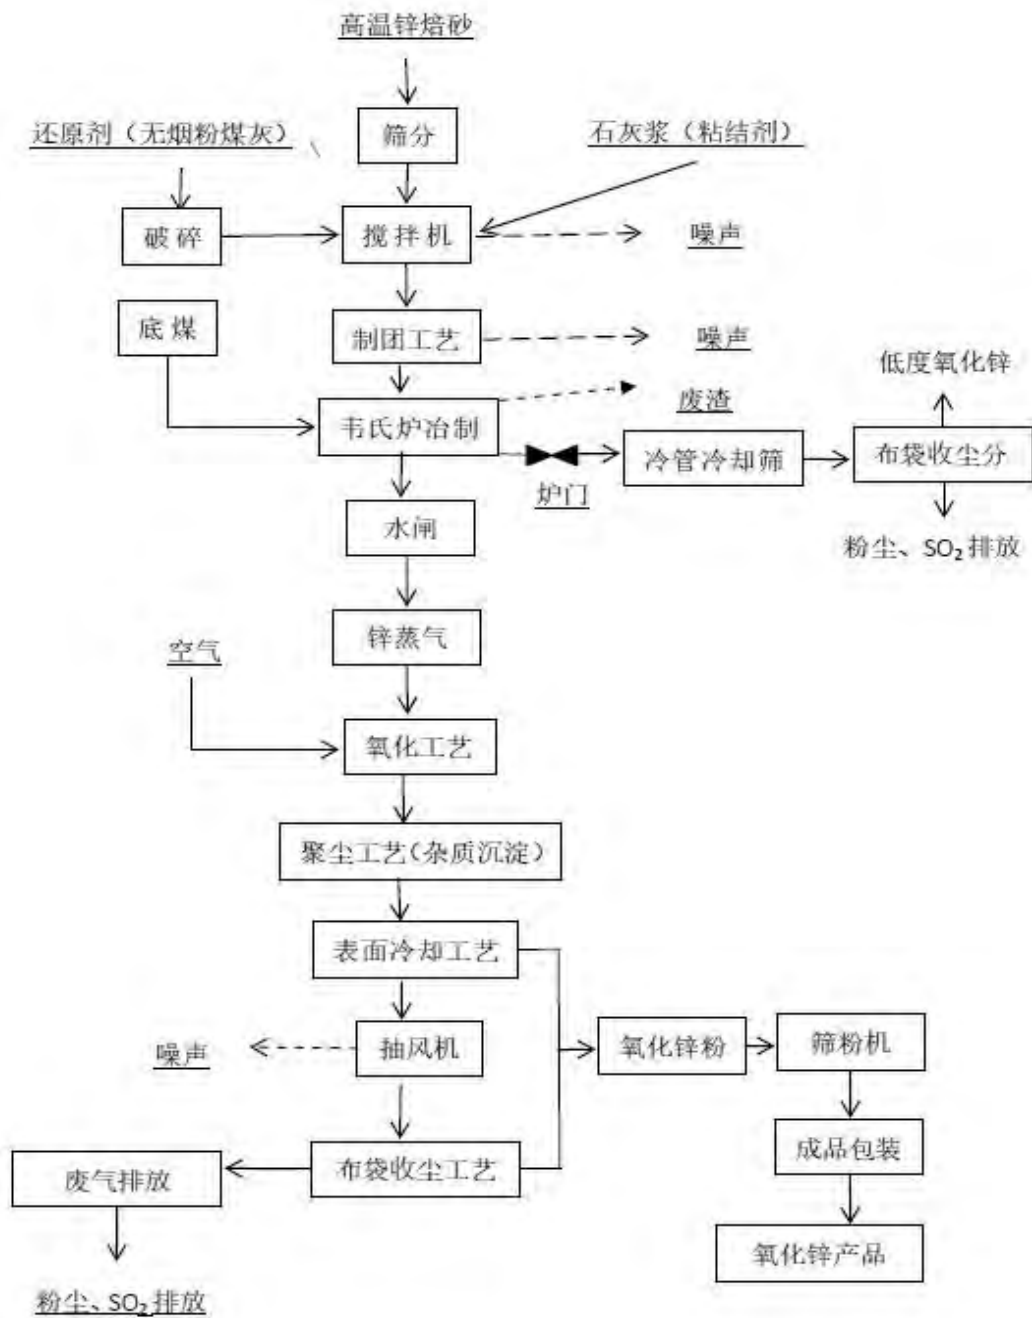 高温锌焙砂
还原剂（无烟粉煤灰）
筛分
石灰浆（粘结剂）
破碎
搅拌机
噪声
底煤
制团工艺
噪声
低度氧化锌
废渣
韦氏炉冶制
冷管冷却筛
布袋收尘分
炉门
水闸
粉尘、SO₂排放
锌蒸气
空气
氧化工艺
聚尘工艺（杂质沉淀）
表面冷却工艺
噪声
抽风机
氧化锌粉
筛粉机
成品包装
布袋收尘工艺
废气排放
氧化锌产品
粉尘、SO₂排放